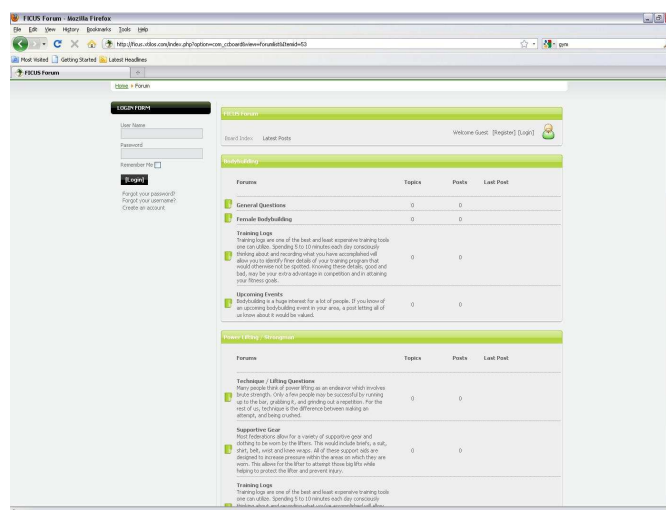 FICUS Forum - Mozilla Firefox
File Edit View History Bookmarks Tools Help
http://ficus.vitilos.com/index.php?option=com_ccboard&view=forumlist&Itemid=53
gym
Most Visited Getting Started Latest Headlines
FICUS Forum
Home Forum
LOGIN FORM
User Name
Password
Remember Me
[Login]
Forgot your password?
Forgot your username?
Create an account
FICUS Forum
Board Index Latest Posts
Welcome Guest [Register] [Login]
Bodybuilding
Forums Topics Posts Last Post
General Questions 0 0
Female Bodybuilding 0 0
Training Logs
Training logs are one of the best and least expensive training tools
one can utilize. Spending 5 to 10 minutes each day consciously
thinking about and recording what you have accomplished will
allow you to identify finer details of your training program that
would otherwise not be spotted. Knowing these details, good and
bad, may be your extra advantage in competition and in attaining
your fitness goals.
0 0
Upcoming Events
Bodybuilding is a huge interest for a lot of people. If you know of
an upcoming bodybuilding event in your area, a post letting all of
us know about it would be valued.
0 0
Power Lifting / Strongman
Forums Topics Posts Last Post
Technique / Lifting Questions
Many people think of power lifting as an endeavor which involves
brute strength. Only a few people may be successful by running
up to the bar, grabbing it, and grinding out a repetition. For the
rest of us, technique is the difference between making an
attempt, and being crushed.
0 0
Supportive Gear
Most federations allow for a variety of supportive gear and
clothing to be worn by the lifters. This would include briefs, a suit,
shirt, belt, wrist and knee wraps. All of these support aids are
designed to increase pressure within the areas on which they are
worn. This allows for the lifter to attempt those big lifts while
helping to protect the lifter and prevent injury.
0 0
Training Logs
Training logs are one of the best and least expensive training tools
one can utilize. Spending 5 to 10 minutes each day consciously
thinking about and recording what you've accomplished will allow